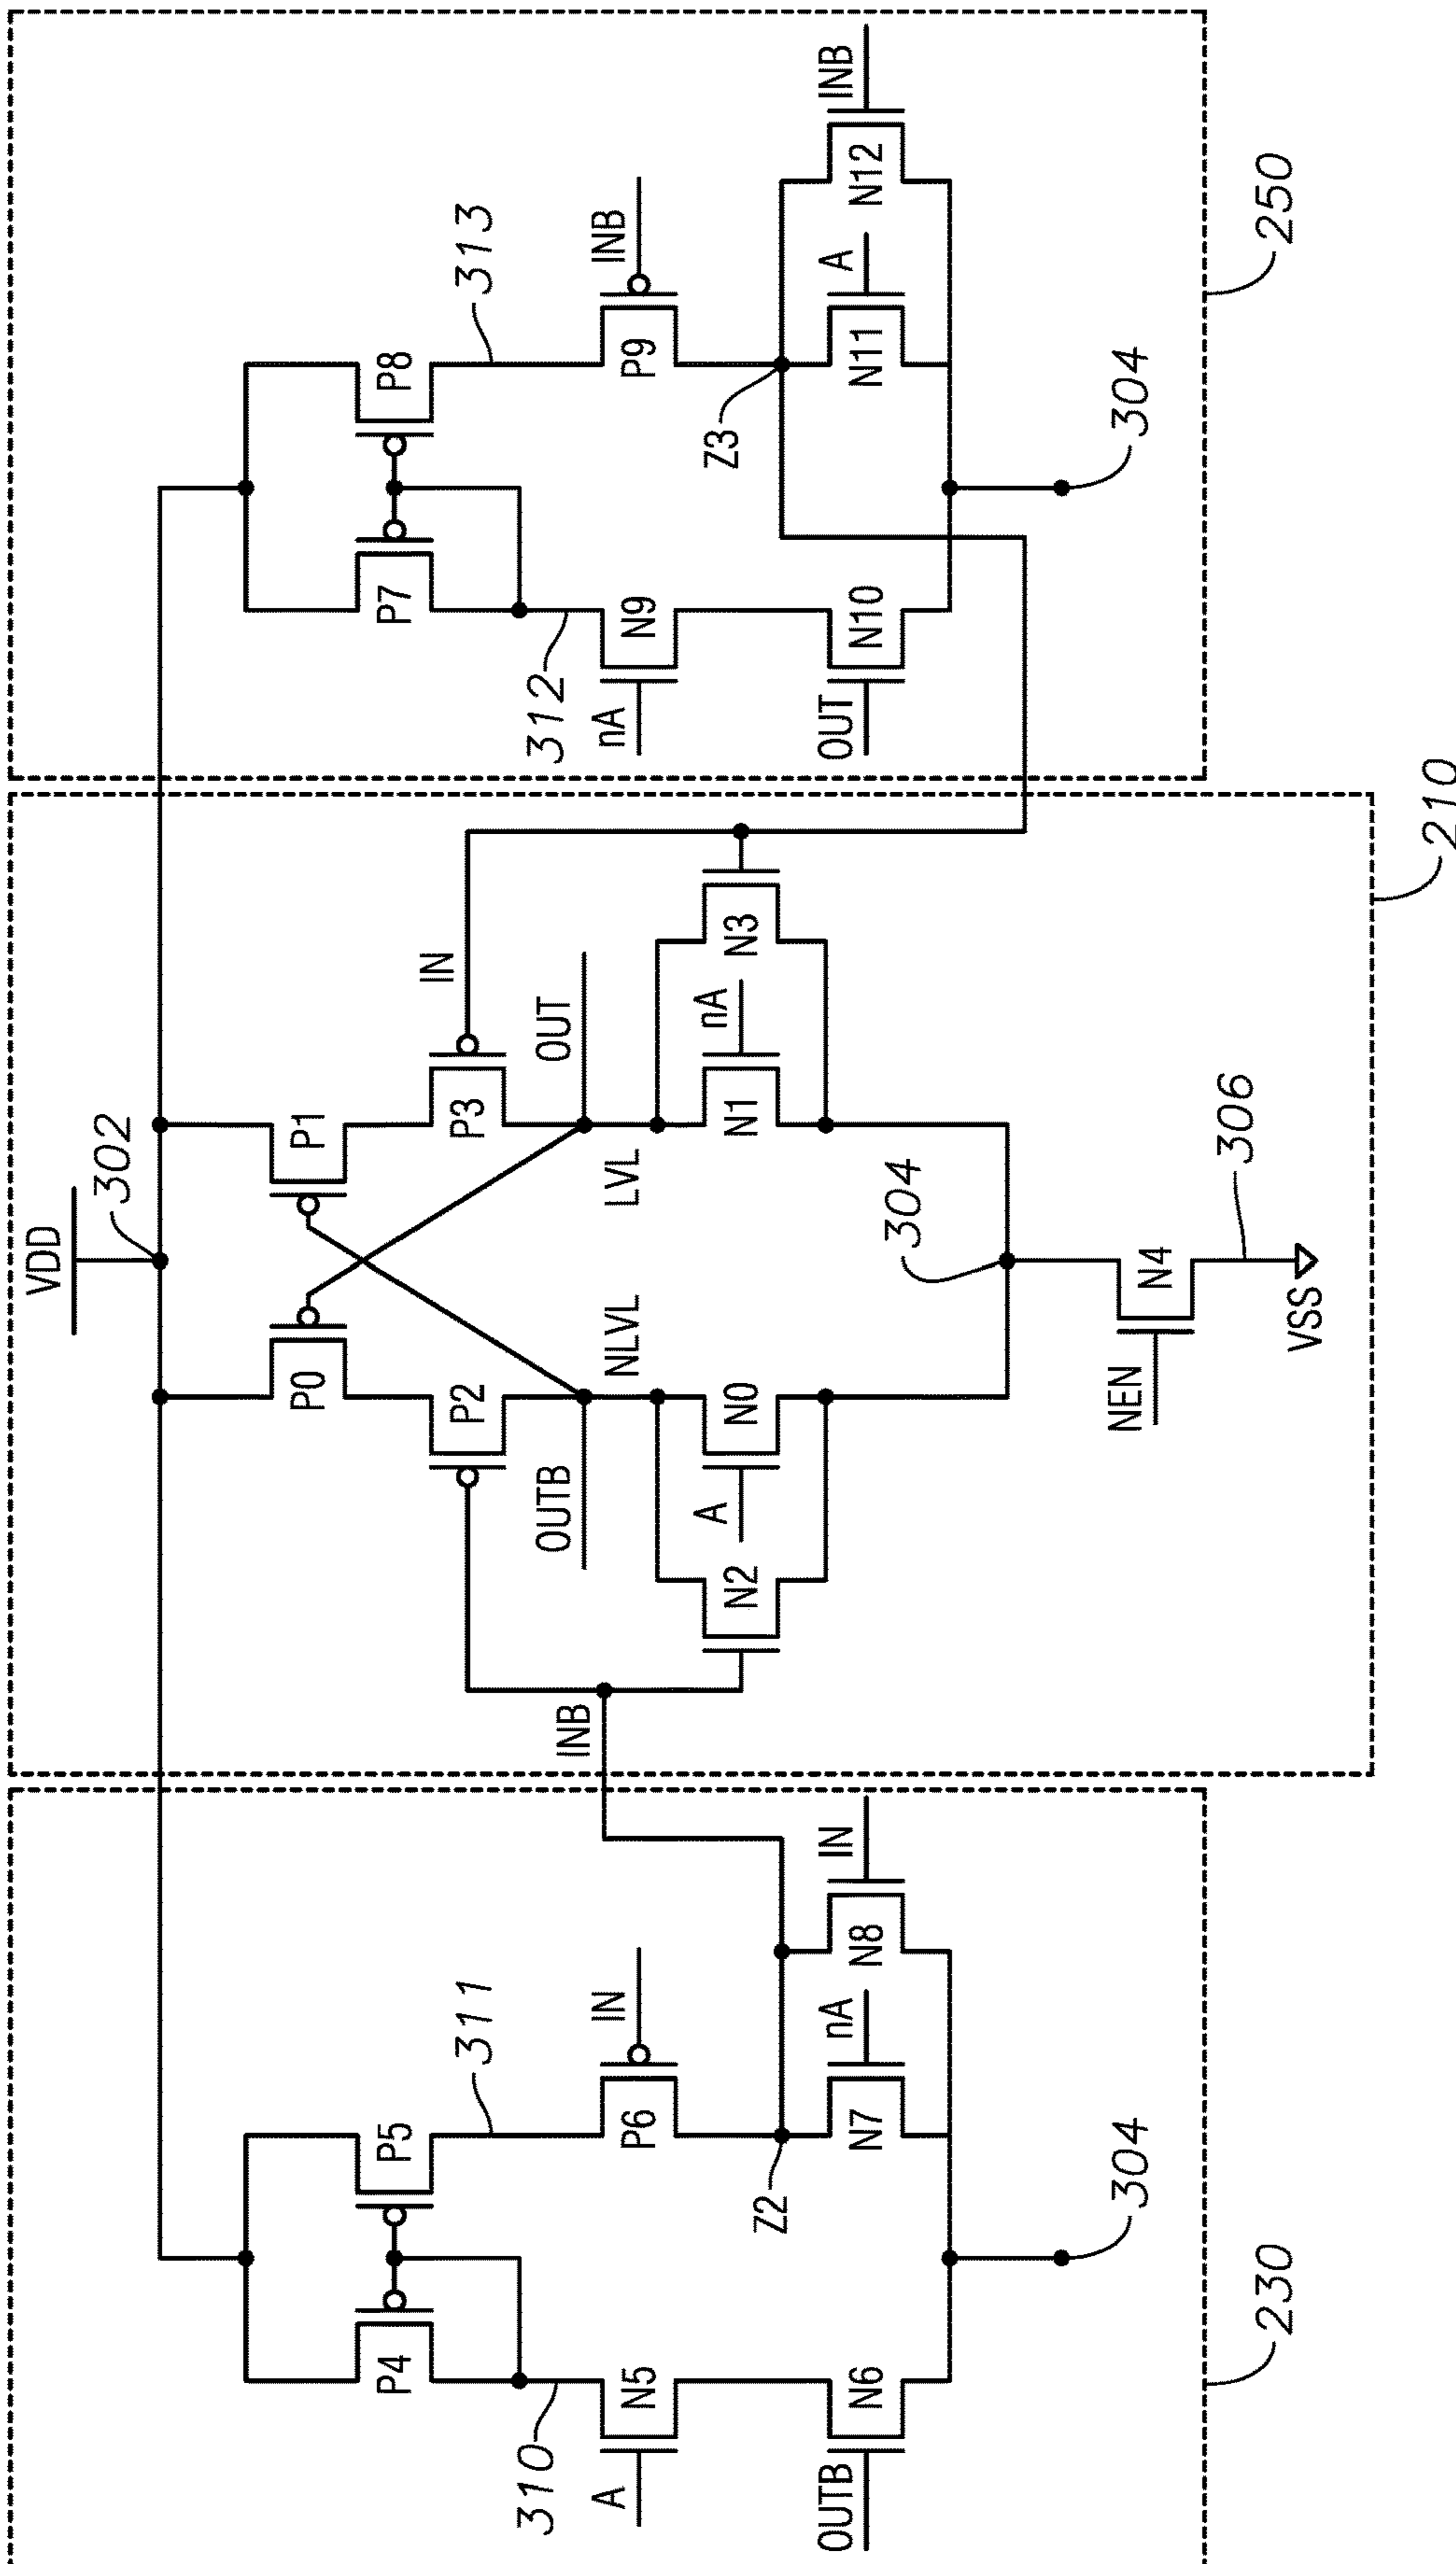 VDD
302
P4
P5
310
311
A
N5
P6
IN
OUTB
N6
Z2
N7
nA
N8
IN
304
230
P0
P1
P2
P3
IN
INB
OUTB
NLVL
LVL
OUT
N2
A
N0
N1
nA
N3
304
NEN
N4
306
VSS
210
P7
P8
312
313
nA
N9
P9
INB
Z3
OUT
N10
N11
A
N12
INB
304
250